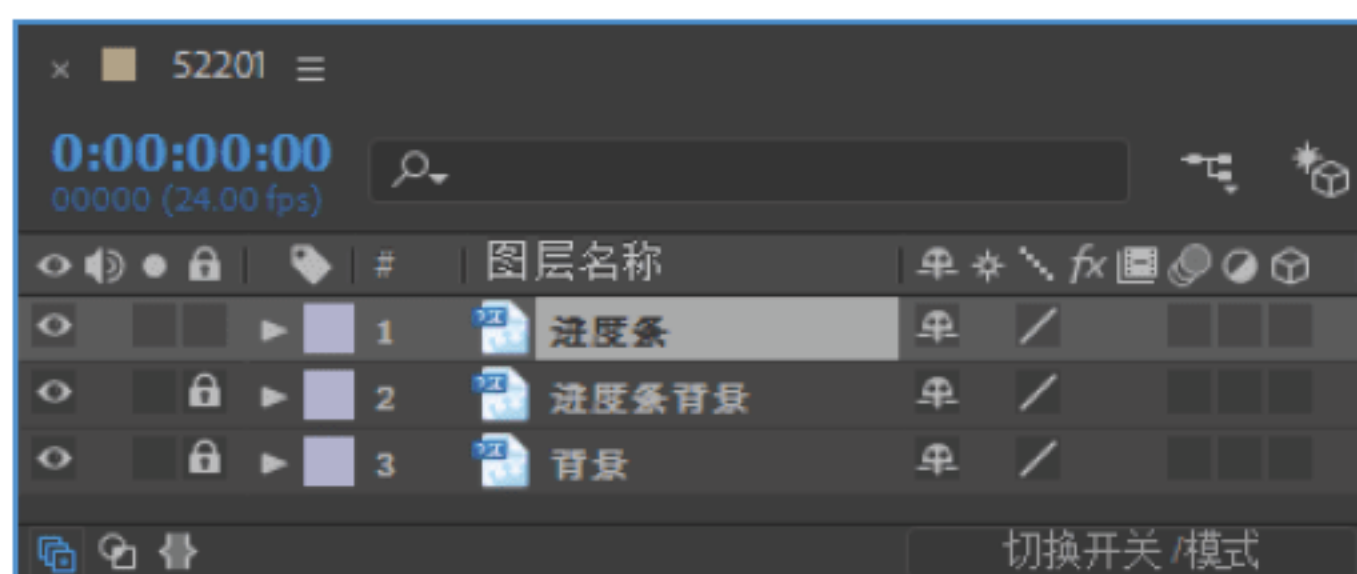 × 52201 ☰
0:00:00:00
00000 (24.00 fps)
# 图层名称 fx
1 进度条
2 进度条背景
3 背景
切换开关 /模式